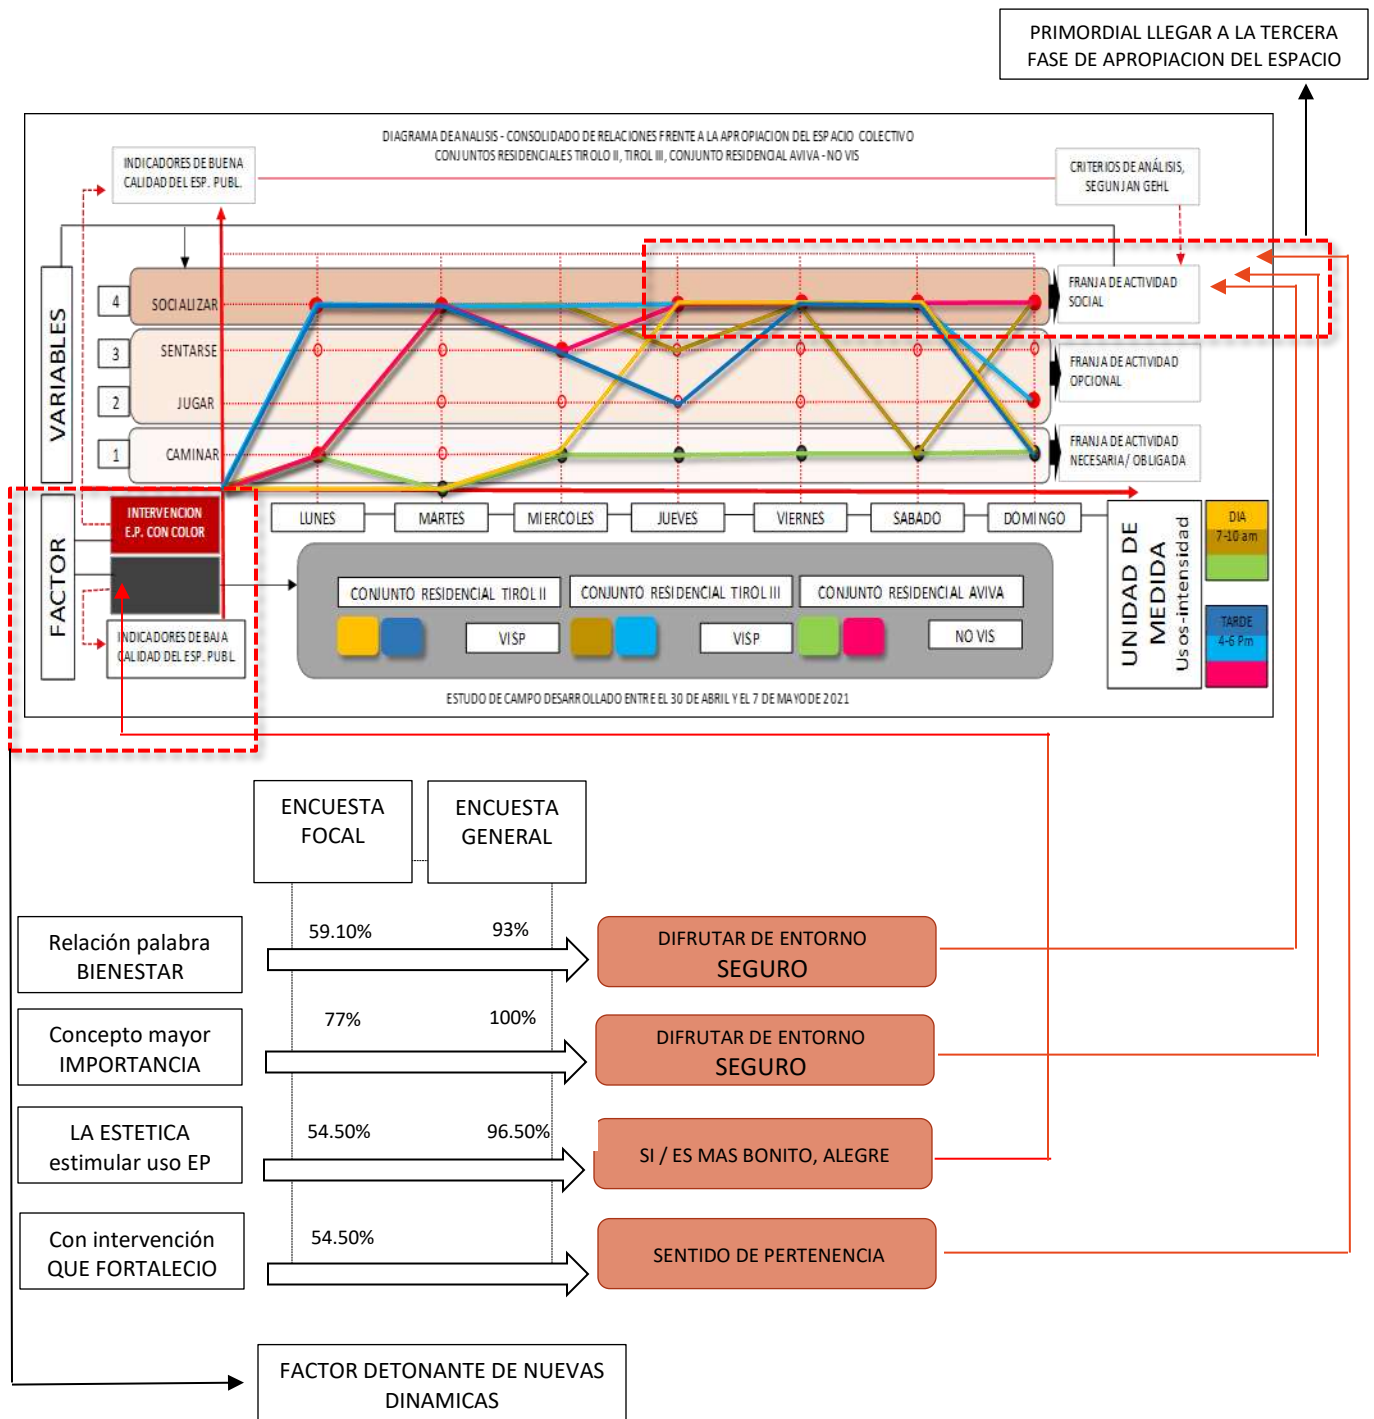 PRIMORDIAL LLEGAR A LA TERCERA
FASE DE APROPIACION DEL ESPACIO
DIAGRAMA DE ANALISIS - CONSOLIDADO DE RELACIONES FRENTE A LA APROPIACION DEL ESPACIO COLECTIVO
CONJUNTOS RESIDENCIALES TIROLO II, TIROL III, CONJUNTO RESIDENCIAL AVIVA - NO VIS
INDICADORES DE BUENA
CALIDAD DEL ESP. PUBL.
CRITERIOS DE ANÁLISIS,
SEGUN JAN GEHL
VARIABLES
4
SOCIALIZAR
FRANJA DE ACTIVIDAD
SOCIAL
3
SENTARSE
2
JUGAR
FRANJA DE ACTIVIDAD
OPCIONAL
1
CAMINAR
FRANJA DE ACTIVIDAD
NECESARIA / OBLIGADA
FACTOR
INTERVENCION
E.P. CON COLOR
INDICADORES DE BAJA
CALIDAD DEL ESP. PUBL
LUNES
MARTES
MIERCOLES
JUEVES
VIERNES
SABADO
DOMINGO
CONJUNTO RESIDENCIAL TIROL II
CONJUNTO RESIDENCIAL TIROL III
CONJUNTO RESIDENCIAL AVIVA
VISP
VISP
NO VIS
UNIDAD DE
MEDIDA
Usos-intensidad
DIA
7-10 am
TARDE
4-6 Pm
ESTUDO DE CAMPO DESARROLLADO ENTRE EL 30 DE ABRIL Y EL 7 DE MAYO DE 2021
ENCUESTA
FOCAL
ENCUESTA
GENERAL
Relación palabra
BIENESTAR
59.10%
93%
DIFRUTAR DE ENTORNO
SEGURO
Concepto mayor
IMPORTANCIA
77%
100%
DIFRUTAR DE ENTORNO
SEGURO
LA ESTETICA
estimular uso EP
54.50%
96.50%
SI / ES MAS BONITO, ALEGRE
Con intervención
QUE FORTALECIO
54.50%
SENTIDO DE PERTENENCIA
FACTOR DETONANTE DE NUEVAS
DINAMICAS